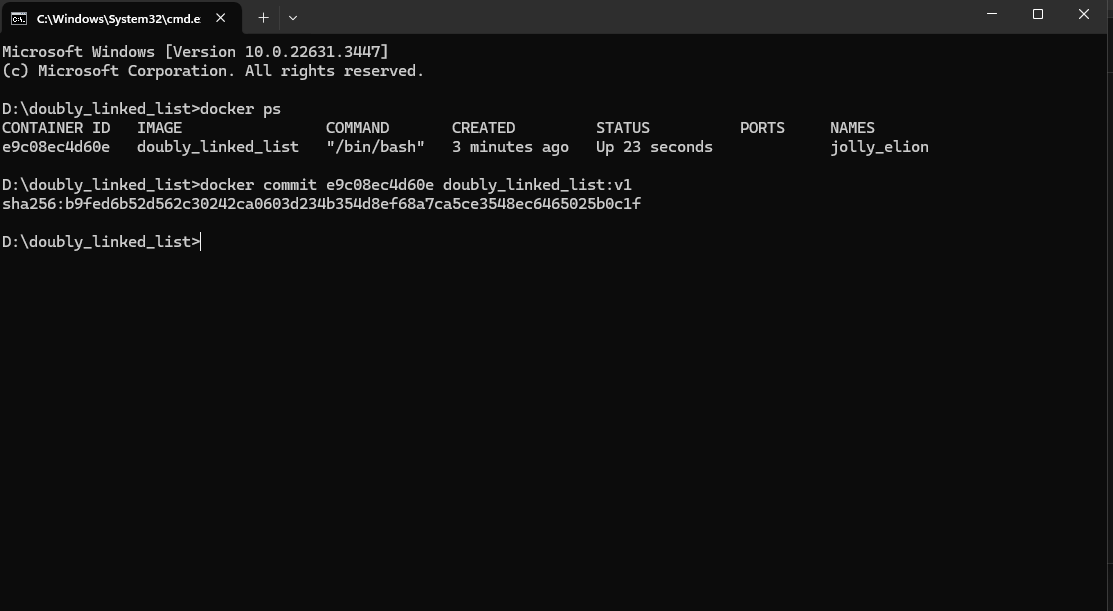 C:\Windows\System32\cmd.e
Microsoft Windows [Version 10.0.22631.3447]
(c) Microsoft Corporation. All rights reserved.
D:\doubly_linked_list>docker ps
CONTAINER ID   IMAGE                COMMAND       CREATED         STATUS          PORTS     NAMES
e9c08ec4d60e   doubly_linked_list   "/bin/bash"   3 minutes ago   Up 23 seconds             jolly_elion
D:\doubly_linked_list>docker commit e9c08ec4d60e doubly_linked_list:v1
sha256:b9fed6b52d562c30242ca0603d234b354d8ef68a7ca5ce3548ec6465025b0c1f
D:\doubly_linked_list>